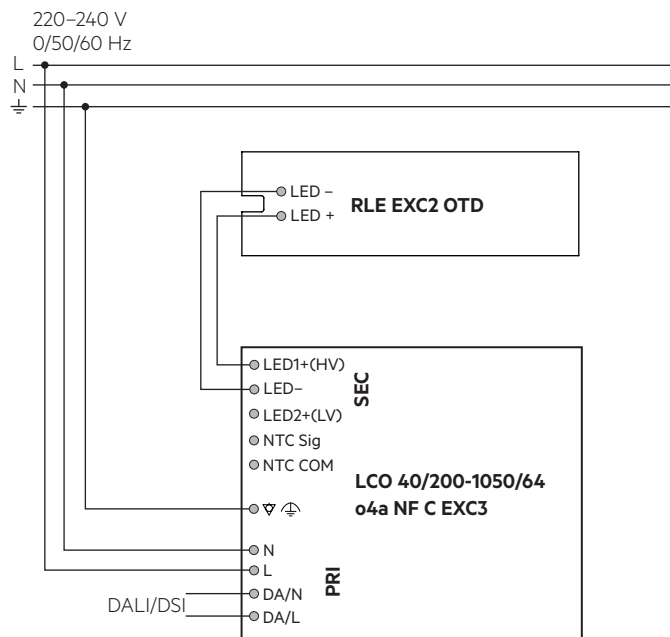 220–240 V
0/50/60 Hz
L
N
LED –
LED +
RLE EXC2 OTD
LED1+(HV)
LED–
SEC
LED2+(LV)
NTC Sig
NTC COM
LCO 40/200-1050/64
o4a NF C EXC3
N
L
PRI
DA/N
DALI/DSI
DA/L